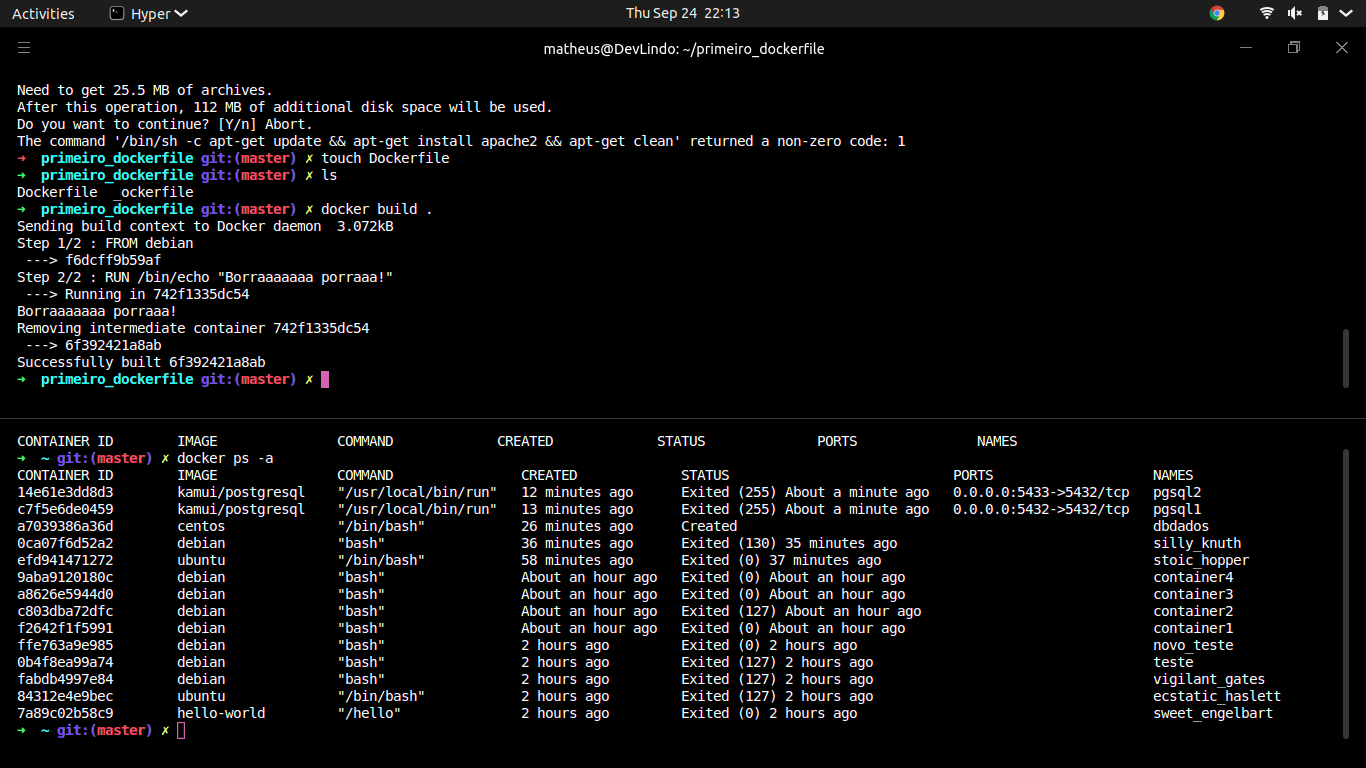 Activities Hyper Thu Sep 24 22:13
matheus@DevLindo: ~/primeiro_dockerfile
Need to get 25.5 MB of archives.
After this operation, 112 MB of additional disk space will be used.
Do you want to continue? [Y/n] Abort.
The command '/bin/sh -c apt-get update && apt-get install apache2 && apt-get clean' returned a non-zero code: 1
➜  primeiro_dockerfile git:(master) ✗ touch Dockerfile
➜  primeiro_dockerfile git:(master) ✗ ls
Dockerfile  _ockerfile
➜  primeiro_dockerfile git:(master) ✗ docker build .
Sending build context to Docker daemon  3.072kB
Step 1/2 : FROM debian
 ---> f6dcff9b59af
Step 2/2 : RUN /bin/echo "Borraaaaaaa porraaa!"
 ---> Running in 742f1335dc54
Borraaaaaaa porraaa!
Removing intermediate container 742f1335dc54
 ---> 6f392421a8ab
Successfully built 6f392421a8ab
➜  primeiro_dockerfile git:(master) ✗
CONTAINER ID        IMAGE               COMMAND             CREATED             STATUS              PORTS               NAMES
➜  ~ git:(master) ✗ docker ps -a
CONTAINER ID        IMAGE               COMMAND                CREATED             STATUS                            PORTS                    NAMES
14e61e3dd8d3        kamui/postgresql    "/usr/local/bin/run"   12 minutes ago      Exited (255) About a minute ago   0.0.0.0:5433->5432/tcp   pgsql2
c7f5e6de0459        kamui/postgresql    "/usr/local/bin/run"   13 minutes ago      Exited (255) About a minute ago   0.0.0.0:5432->5432/tcp   pgsql1
a7039386a36d        centos              "/bin/bash"            26 minutes ago      Created                                                    dbdados
0ca07f6d52a2        debian              "bash"                 36 minutes ago      Exited (130) 35 minutes ago                                silly_knuth
efd941471272        ubuntu              "/bin/bash"            58 minutes ago      Exited (0) 37 minutes ago                                  stoic_hopper
9aba9120180c        debian              "bash"                 About an hour ago   Exited (0) About an hour ago                               container4
a8626e5944d0        debian              "bash"                 About an hour ago   Exited (0) About an hour ago                               container3
c803dba72dfc        debian              "bash"                 About an hour ago   Exited (127) About an hour ago                             container2
f2642f1f5991        debian              "bash"                 About an hour ago   Exited (0) About an hour ago                               container1
ffe763a9e985        debian              "bash"                 2 hours ago         Exited (0) 2 hours ago                                     novo_teste
0b4f8ea99a74        debian              "bash"                 2 hours ago         Exited (127) 2 hours ago                                   teste
fabdb4997e84        debian              "bash"                 2 hours ago         Exited (127) 2 hours ago                                   vigilant_gates
84312e4e9bec        ubuntu              "/bin/bash"            2 hours ago         Exited (127) 2 hours ago                                   ecstatic_haslett
7a89c02b58c9        hello-world         "/hello"               2 hours ago         Exited (0) 2 hours ago                                     sweet_engelbart
➜  ~ git:(master) ✗